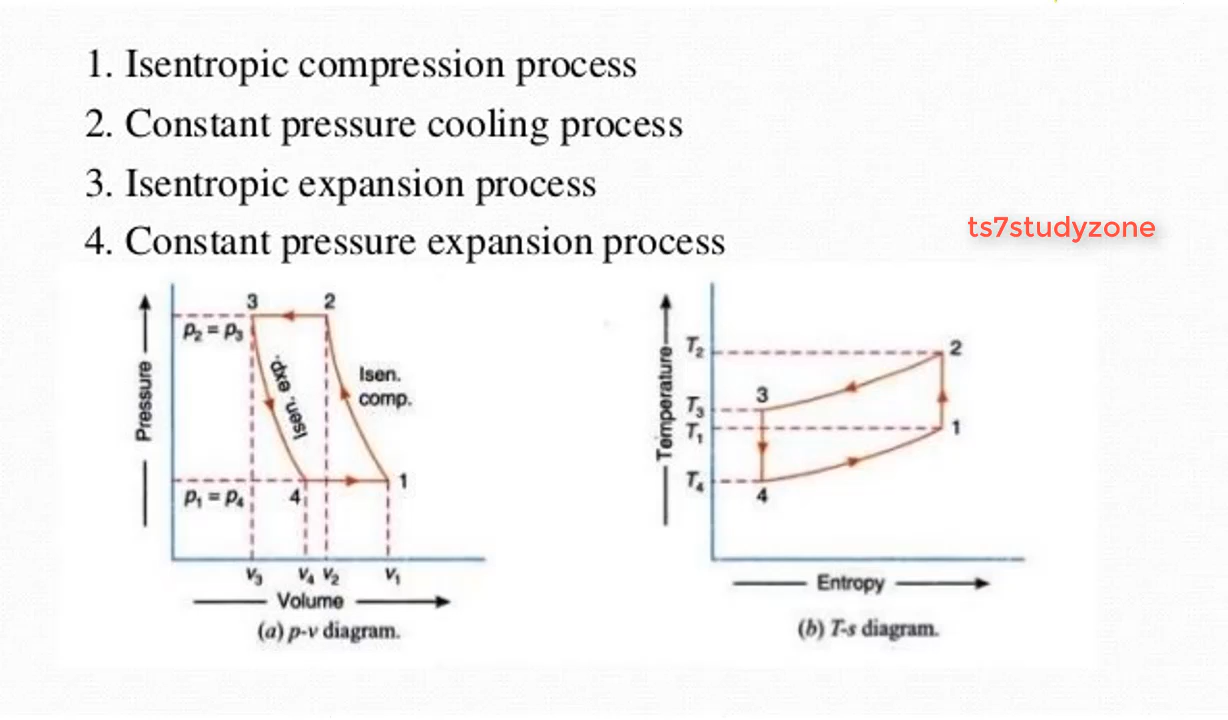 1. Isentropic compression process
2. Constant pressure cooling process
3. Isentropic expansion process
4. Constant pressure expansion process
ts7studyzone
3
2
p₂ = p₃
Pressure
Isen. exp.
Isen.
comp.
p₁ = p₄
4
1
v₃
v₄
v₂
v₁
Volume
(a) p-v diagram.
Temperature
T₂
2
3
T₃
T₁
1
T₄
4
Entropy
(b) T-s diagram.